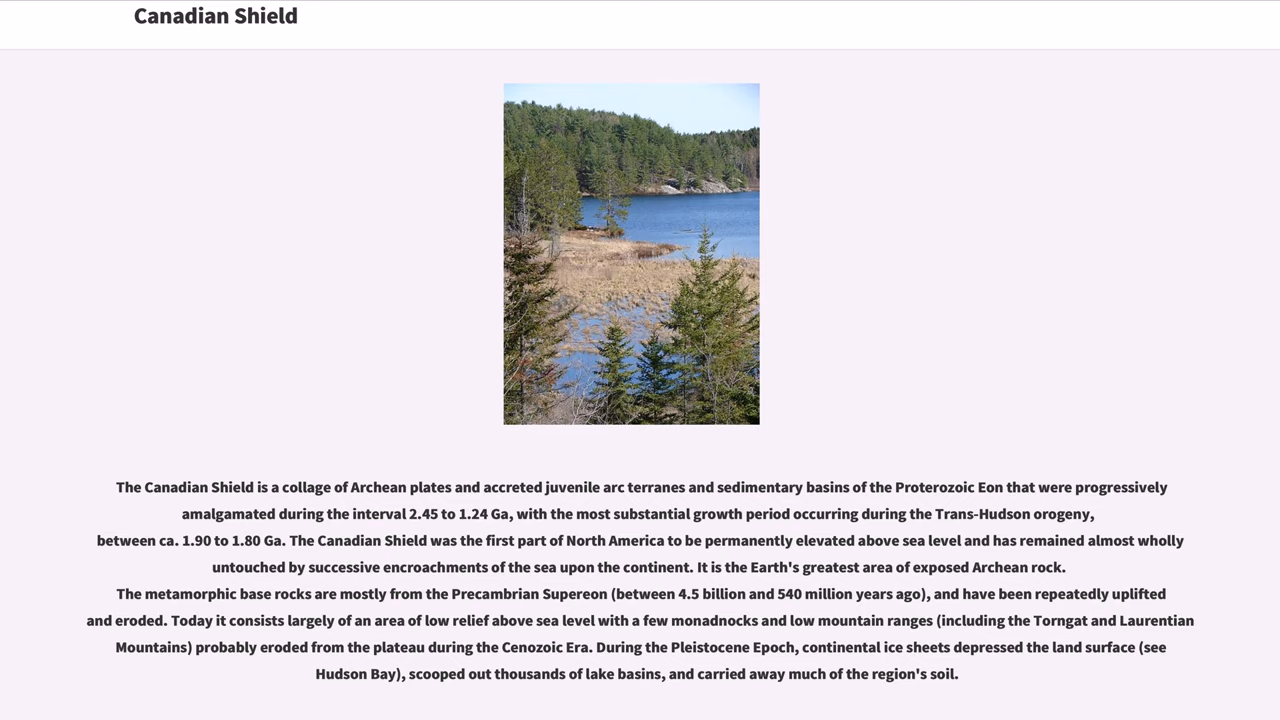 Canadian Shield
The Canadian Shield is a collage of Archean plates and accreted juvenile arc terranes and sedimentary basins of the Proterozoic Eon that were progressively
amalgamated during the interval 2.45 to 1.24 Ga, with the most substantial growth period occurring during the Trans-Hudson orogeny,
between ca. 1.90 to 1.80 Ga. The Canadian Shield was the first part of North America to be permanently elevated above sea level and has remained almost wholly
untouched by successive encroachments of the sea upon the continent. It is the Earth's greatest area of exposed Archean rock.
The metamorphic base rocks are mostly from the Precambrian Supereon (between 4.5 billion and 540 million years ago), and have been repeatedly uplifted
and eroded. Today it consists largely of an area of low relief above sea level with a few monadnocks and low mountain ranges (including the Torngat and Laurentian
Mountains) probably eroded from the plateau during the Cenozoic Era. During the Pleistocene Epoch, continental ice sheets depressed the land surface (see
Hudson Bay), scooped out thousands of lake basins, and carried away much of the region's soil.